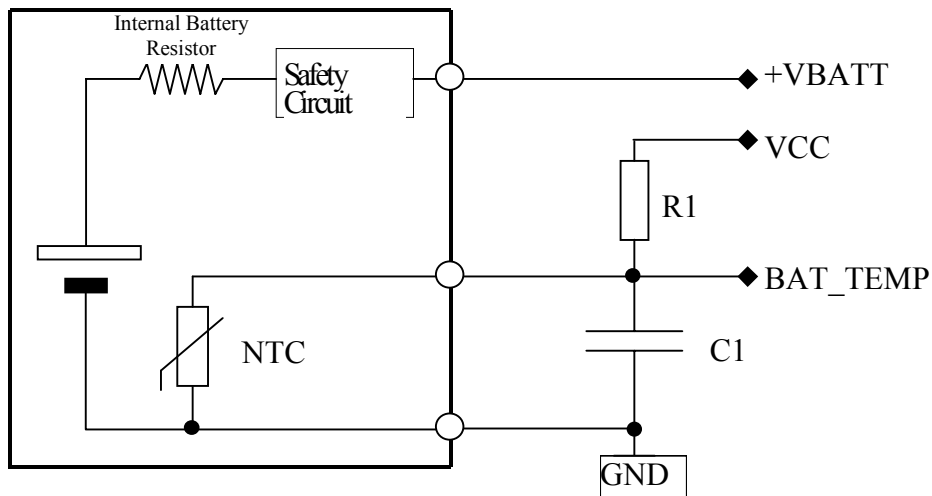 Internal Battery
Resistor
Safety
Circuit
+VBATT
VCC
R1
BAT_TEMP
NTC
C1
GND